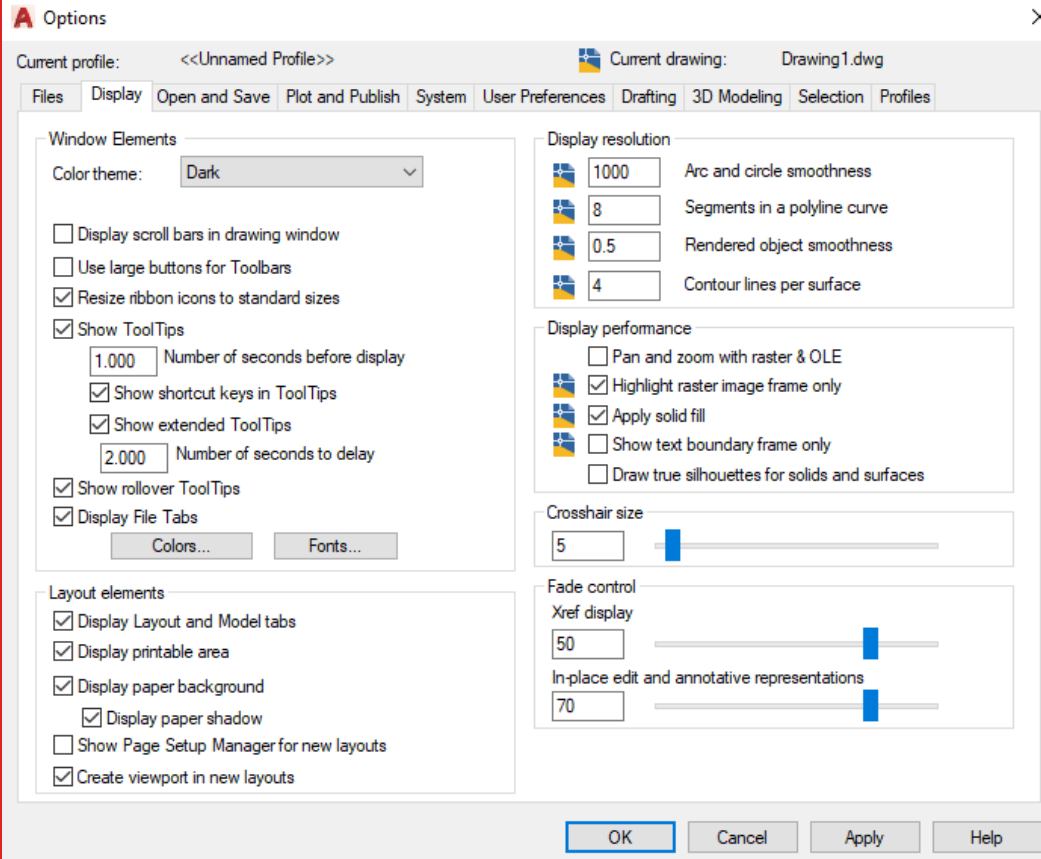 Options
Current profile: <<Unnamed Profile>> Current drawing: Drawing1.dwg
Files Display Open and Save Plot and Publish System User Preferences Drafting 3D Modeling Selection Profiles
Window Elements
Color theme: Dark
Display scroll bars in drawing window
Use large buttons for Toolbars
Resize ribbon icons to standard sizes
Show ToolTips
1.000 Number of seconds before display
Show shortcut keys in ToolTips
Show extended ToolTips
2.000 Number of seconds to delay
Show rollover ToolTips
Display File Tabs
Colors... Fonts...
Layout elements
Display Layout and Model tabs
Display printable area
Display paper background
Display paper shadow
Show Page Setup Manager for new layouts
Create viewport in new layouts
Display resolution
1000 Arc and circle smoothness
8 Segments in a polyline curve
0.5 Rendered object smoothness
4 Contour lines per surface
Display performance
Pan and zoom with raster & OLE
Highlight raster image frame only
Apply solid fill
Show text boundary frame only
Draw true silhouettes for solids and surfaces
Crosshair size
5
Fade control
Xref display
50
In-place edit and annotative representations
70
OK Cancel Apply Help